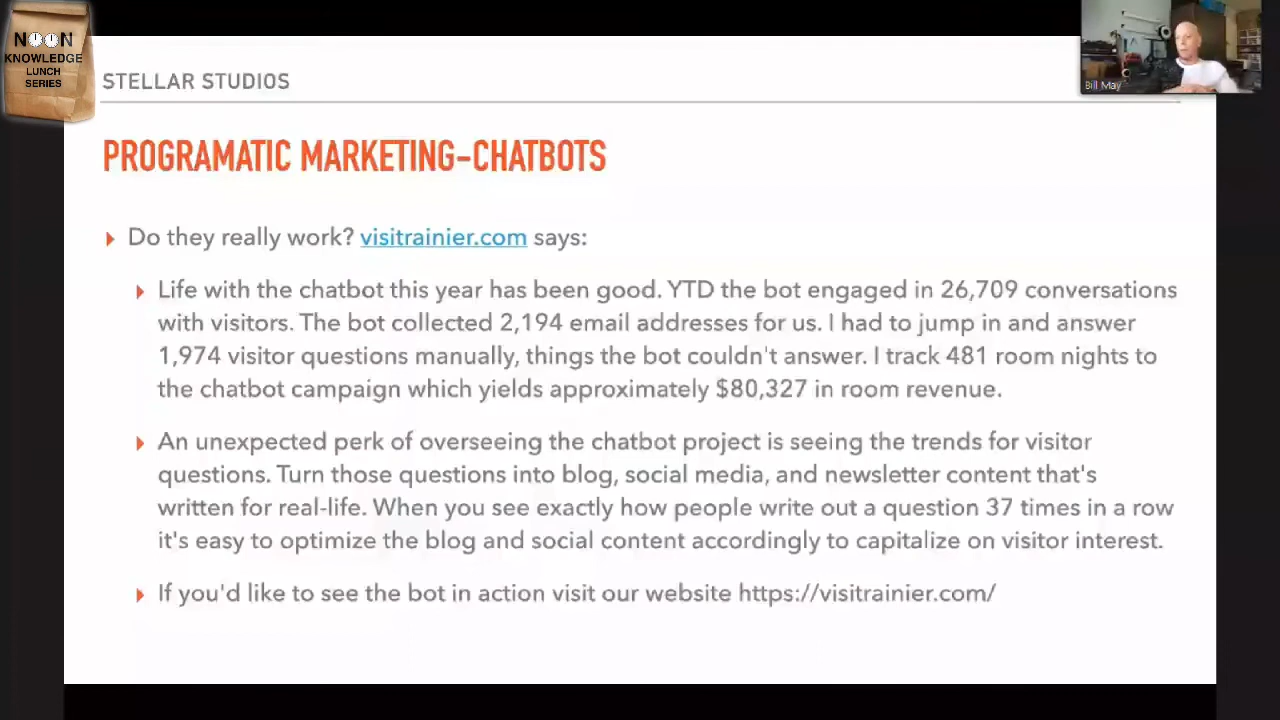 NOON
KNOWLEDGE
LUNCH
SERIES
STELLAR STUDIOS
Bill May
PROGRAMATIC MARKETING-CHATBOTS
Do they really work? visitrainier.com says:
Life with the chatbot this year has been good. YTD the bot engaged in 26,709 conversations
with visitors. The bot collected 2,194 email addresses for us. I had to jump in and answer
1,974 visitor questions manually, things the bot couldn't answer. I track 481 room nights to
the chatbot campaign which yields approximately $80,327 in room revenue.
An unexpected perk of overseeing the chatbot project is seeing the trends for visitor
questions. Turn those questions into blog, social media, and newsletter content that's
written for real-life. When you see exactly how people write out a question 37 times in a row
it's easy to optimize the blog and social content accordingly to capitalize on visitor interest.
If you'd like to see the bot in action visit our website https://visitrainier.com/